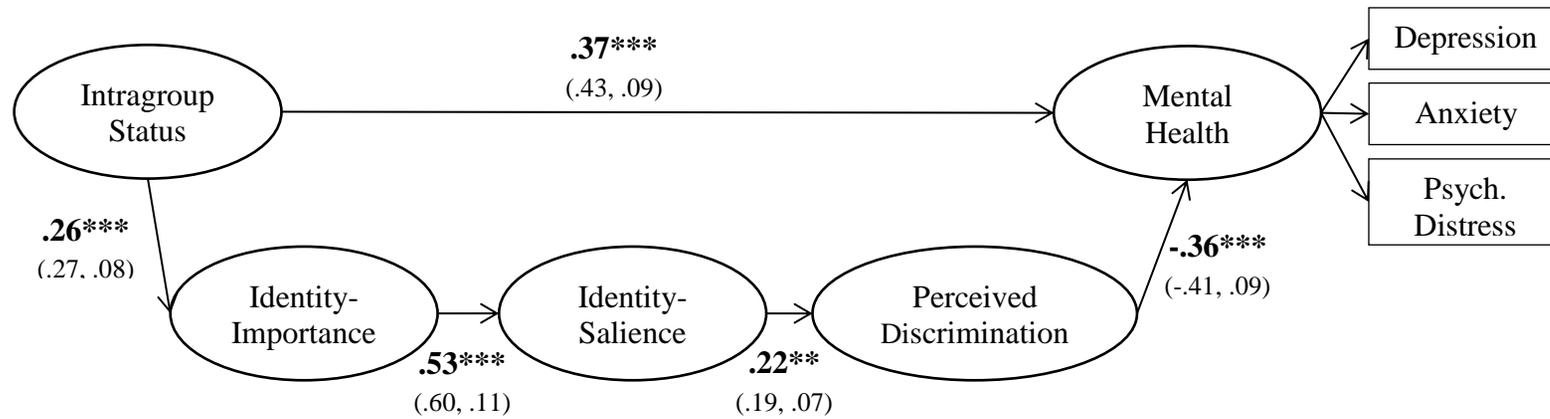 .37***
(.43, .09)
Intragroup
Status
Mental
Health
Depression
Anxiety
Psych.
Distress
.26***
(.27, .08)
-.36***
(-.41, .09)
Identity-
Importance
Identity-
Salience
Perceived
Discrimination
.53***
(.60, .11)
.22**
(.19, .07)